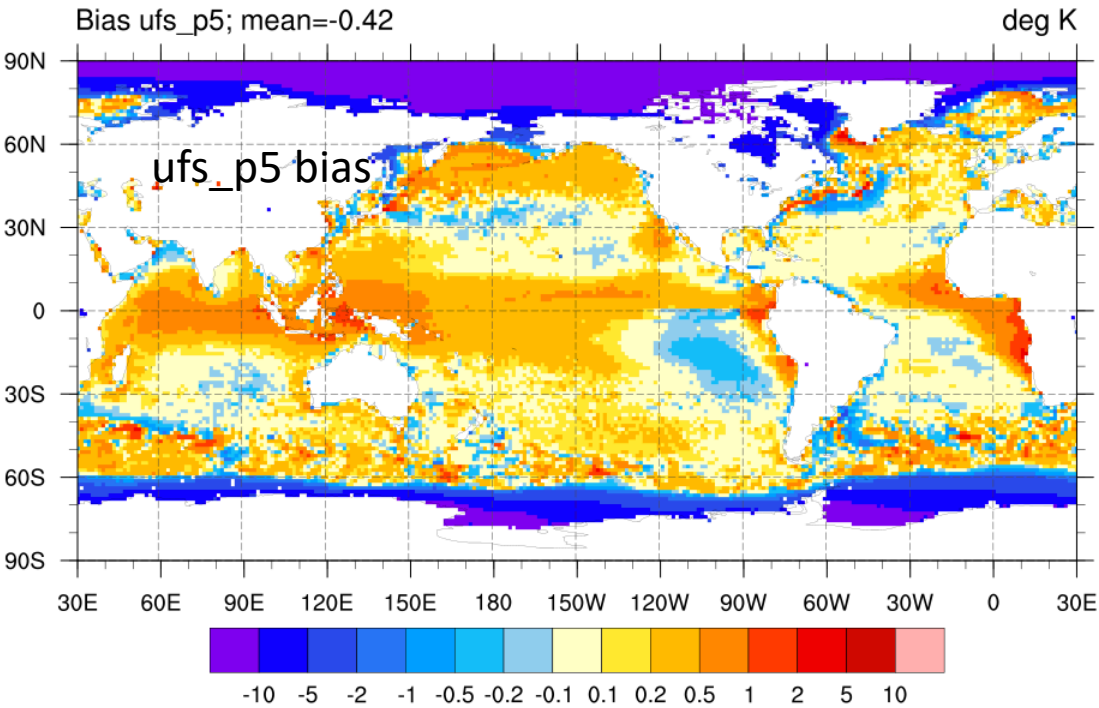 Bias ufs_p5; mean=-0.42 deg K
90N
60N
ufs_p5 bias
30N
0
30S
60S
90S
30E 60E 90E 120E 150E 180 150W 120W 90W 60W 30W 0 30E
-10 -5 -2 -1 -0.5 -0.2 -0.1 0.1 0.2 0.5 1 2 5 10